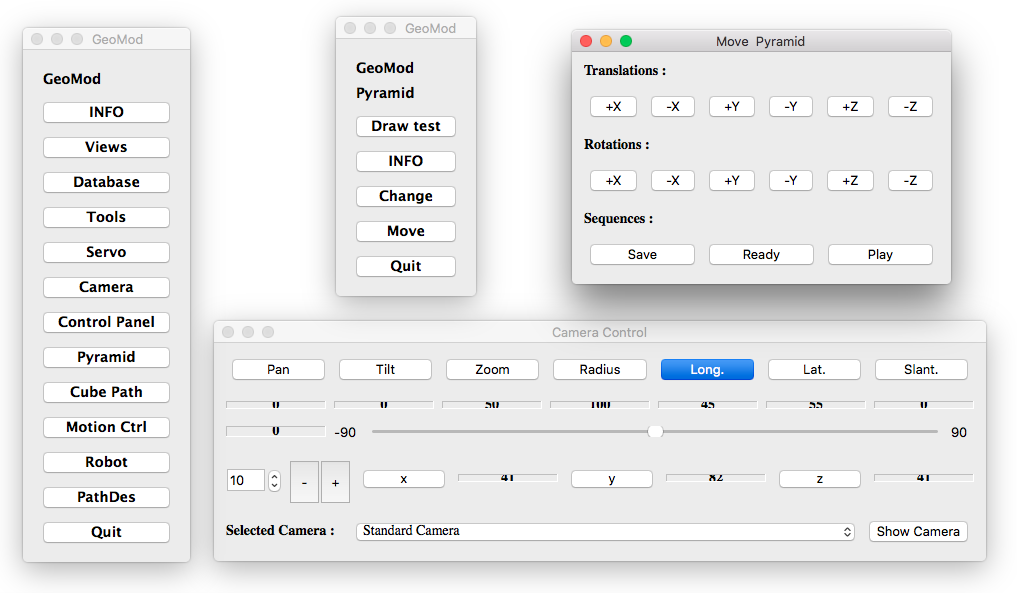 GeoMod
GeoMod
INFO
Views
Database
Tools
Servo
Camera
Control Panel
Pyramid
Cube Path
Motion Ctrl
Robot
PathDes
Quit
GeoMod
GeoMod
Pyramid
Draw test
INFO
Change
Move
Quit
Move Pyramid
Translations :
+X -X +Y -Y +Z -Z
Rotations :
+X -X +Y -Y +Z -Z
Sequences :
Save Ready Play
Camera Control
Pan Tilt Zoom Radius Long. Lat. Slant.
0 0 50 100 45 55 0
0 -90 90
10 - + x 41 y 82 z 41
Selected Camera : Standard Camera Show Camera